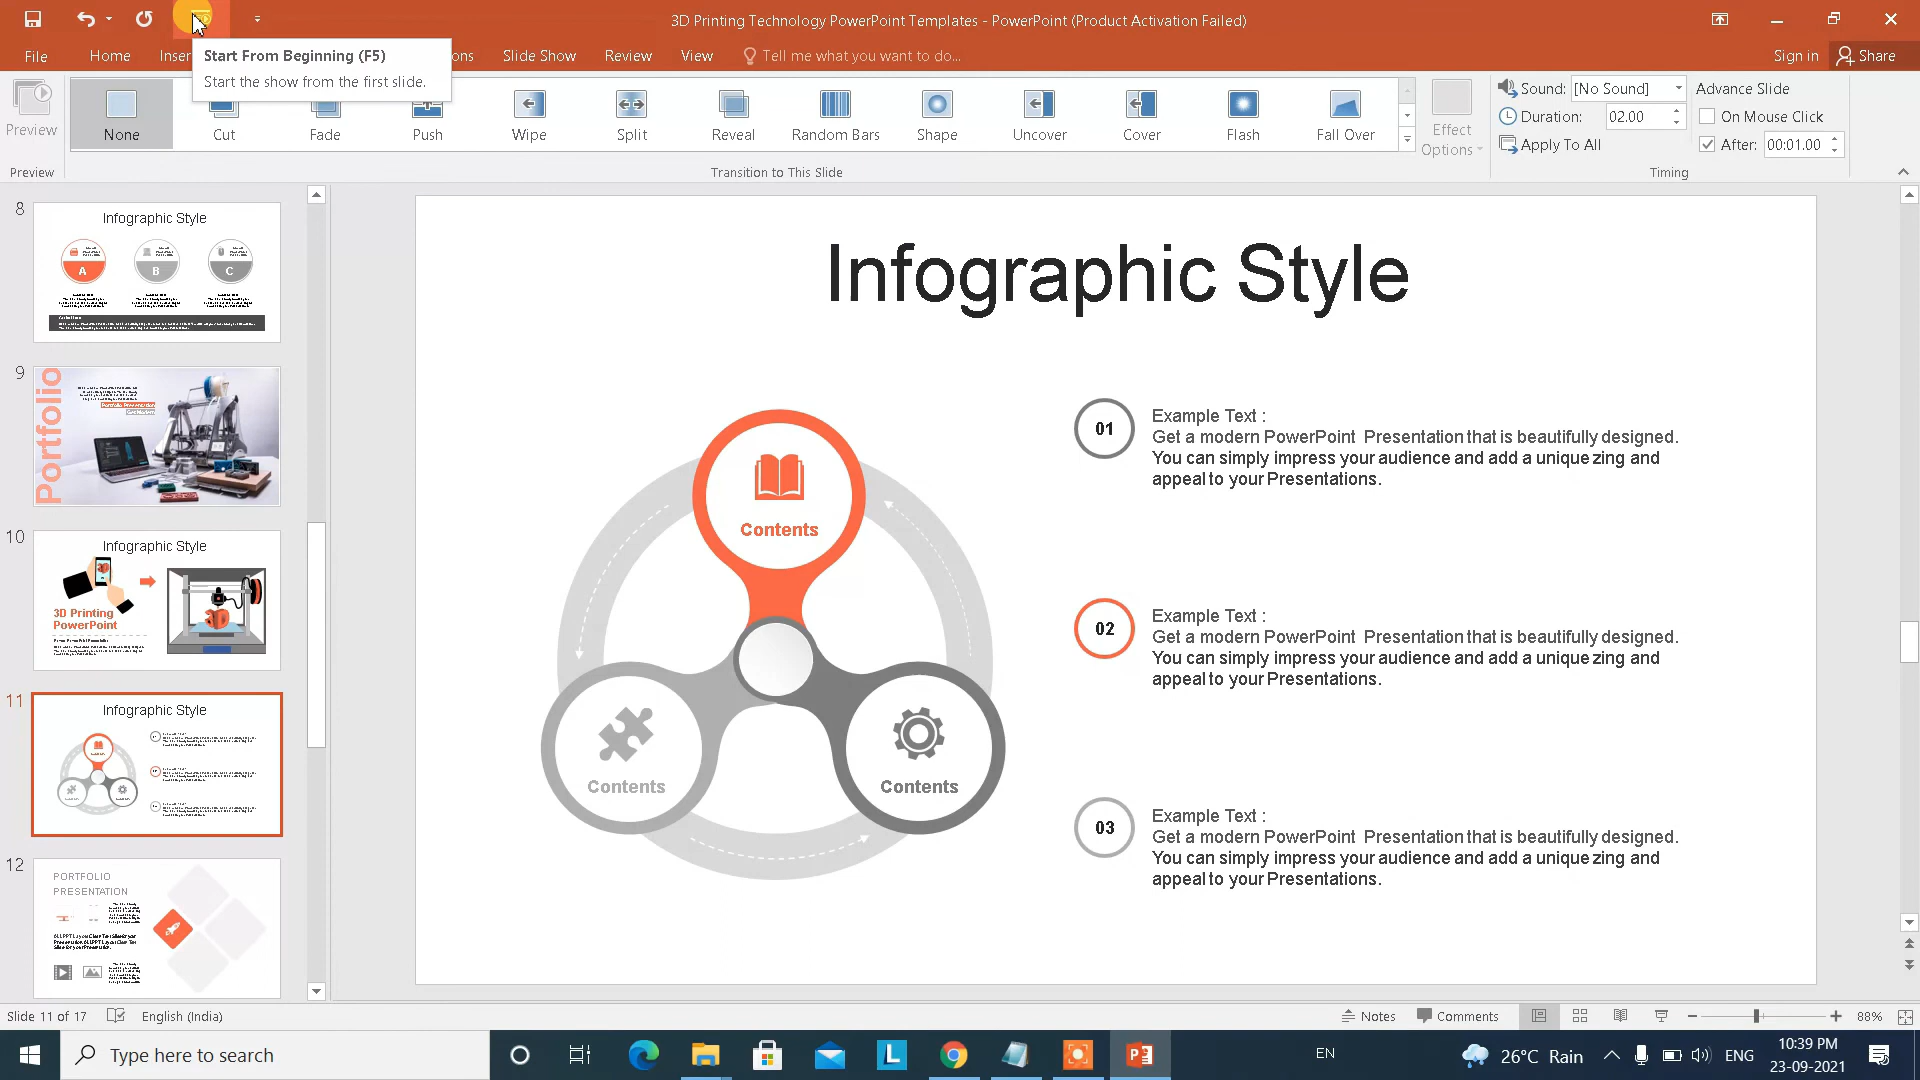 3D Printing Technology PowerPoint Templates - PowerPoint (Product Activation Failed)
File
Home
Inser
ons
Slide Show
Review
View
Tell me what you want to do...
Sign in
Share
Start From Beginning (F5)
Start the show from the first slide.
Preview
None
Cut
Fade
Push
Wipe
Split
Reveal
Random Bars
Shape
Uncover
Cover
Flash
Fall Over
Effect
Options
Sound: [No Sound]
Duration: 02.00
Apply To All
Advance Slide
On Mouse Click
After: 00:01.00
Preview
Transition to This Slide
Timing
8
Infographic Style
A
B
C
9
Portfolio
Portfolio Presentation
10
Infographic Style
3D Printing
PowerPoint
11
Infographic Style
12
PORTFOLIO
PRESENTATION
Infographic Style
Contents
Contents
Contents
01
Example Text :
Get a modern PowerPoint Presentation that is beautifully designed.
You can simply impress your audience and add a unique zing and
appeal to your Presentations.
02
Example Text :
Get a modern PowerPoint Presentation that is beautifully designed.
You can simply impress your audience and add a unique zing and
appeal to your Presentations.
03
Example Text :
Get a modern PowerPoint Presentation that is beautifully designed.
You can simply impress your audience and add a unique zing and
appeal to your Presentations.
Slide 11 of 17
English (India)
Notes
Comments
88%
Type here to search
L
EN
26°C Rain
ENG
10:39 PM
23-09-2021